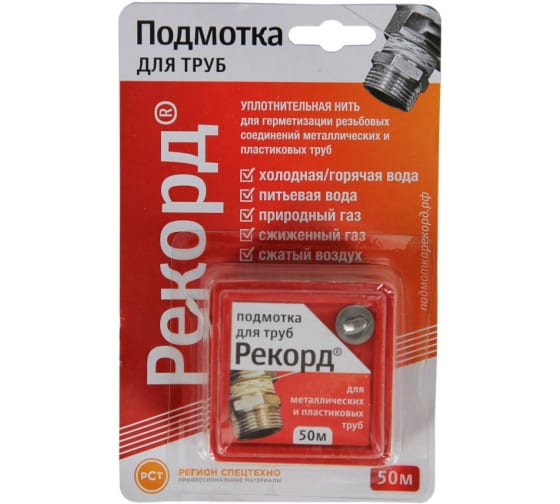 Подмотка
ДЛЯ ТРУБ
Рекорд®
УПЛОТНИТЕЛЬНАЯ НИТЬ
для герметизации резьбовых
соединений металлических и
пластиковых труб
холодная/горячая вода
питьевая вода
природный газ
сжиженный газ
сжатый воздух
подмоткарекорд.рф
подмотка
для труб
Рекорд®
для
металлических
и пластиковых
труб
50м
РСТ
РЕГИОН СПЕЦТЕХНО
ПРОФЕССИОНАЛЬНЫЕ МАТЕРИАЛЫ
50м